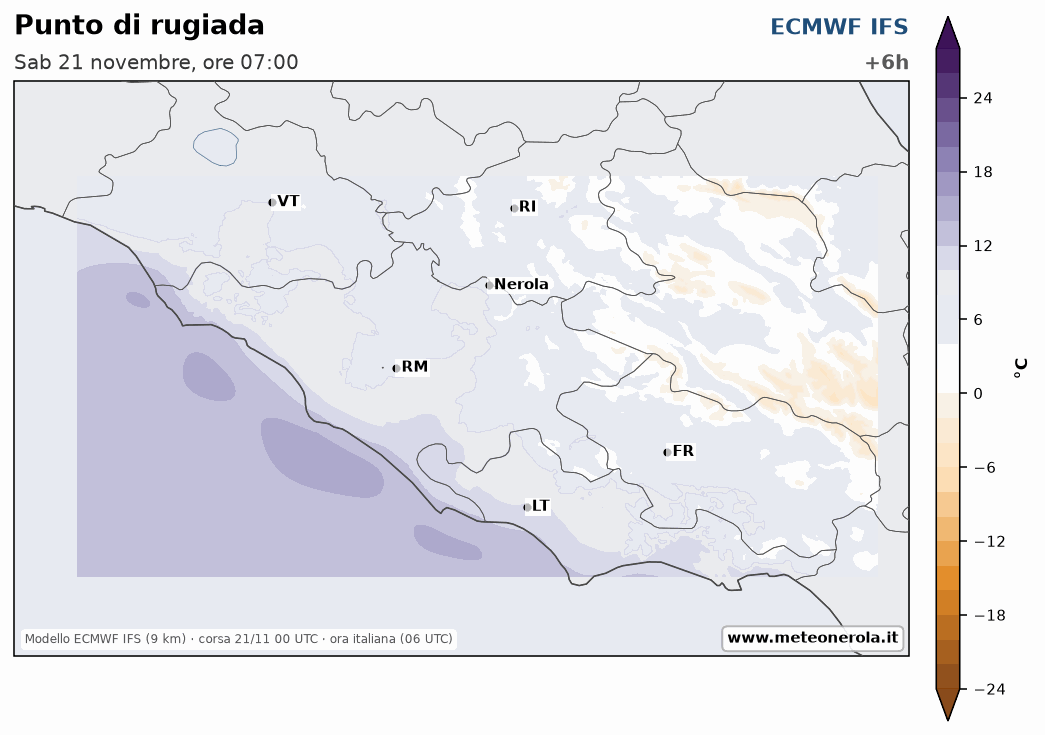 Punto di rugiada
ECMWF IFS
Sab 21 novembre, ore 07:00
+6h
24
18
12
6
0
−6
−12
−18
−24
°C
VT
RI
Nerola
RM
FR
LT
Modello ECMWF IFS (9 km) · corsa 21/11 00 UTC · ora italiana (06 UTC)
www.meteonerola.it